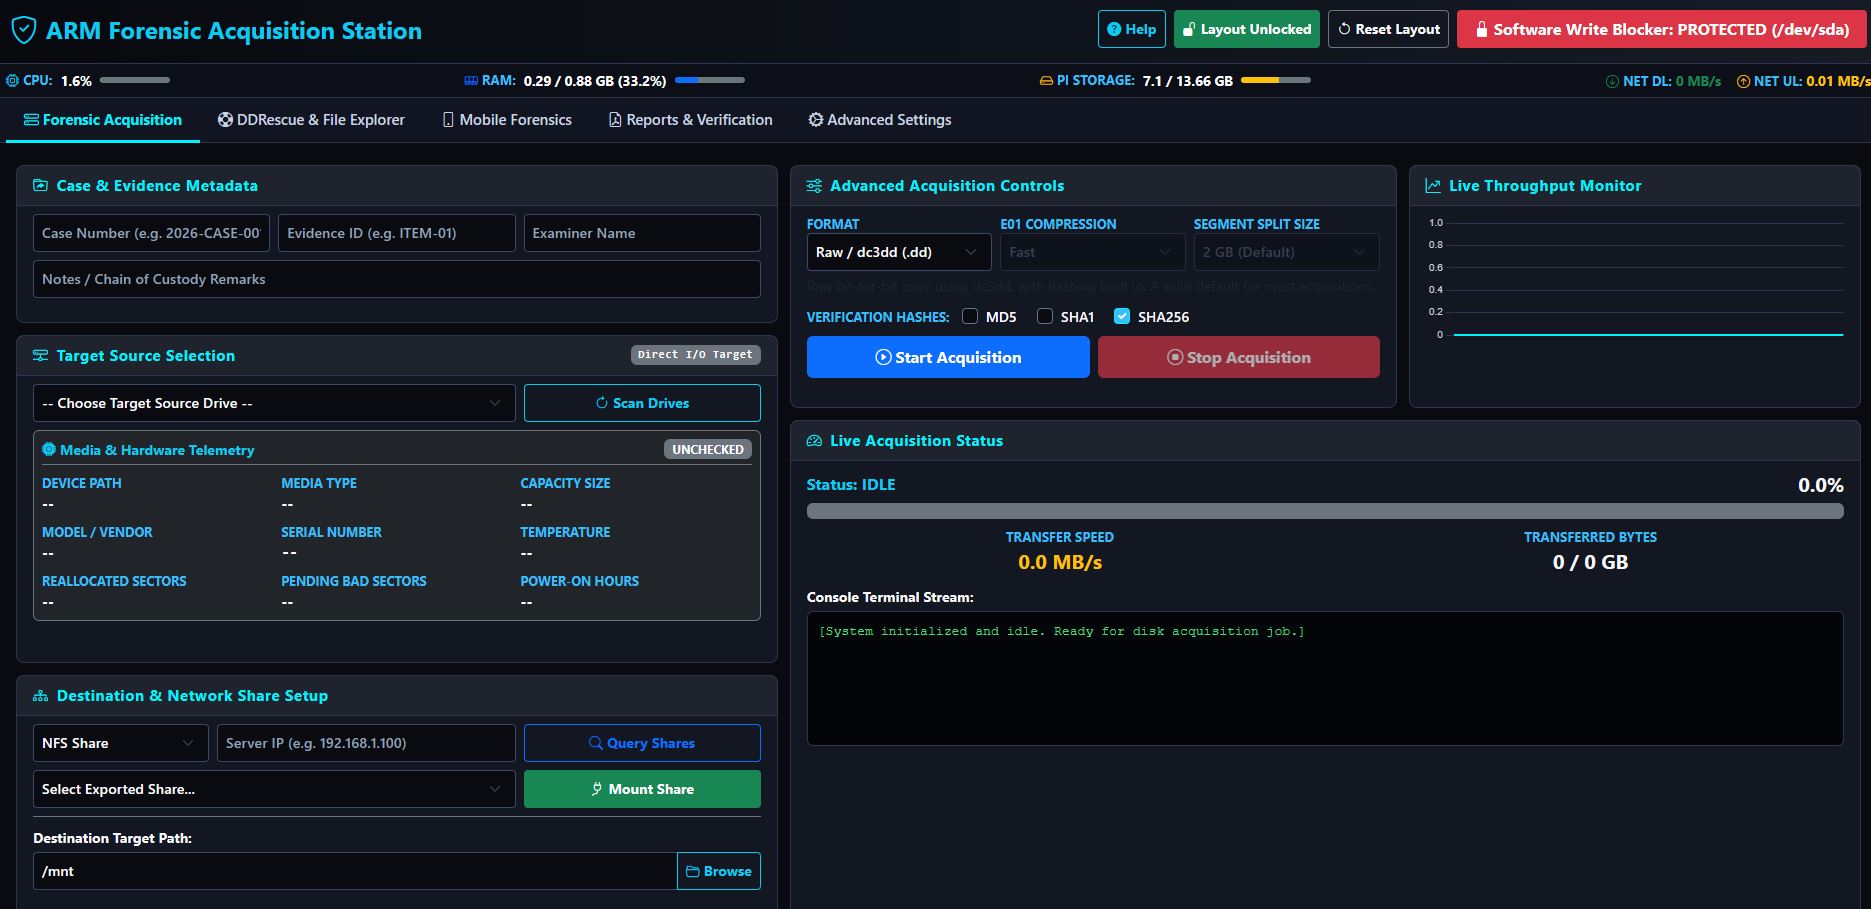 ARM Forensic Acquisition Station
Help
Layout Unlocked
Reset Layout
Software Write Blocker: PROTECTED (/dev/sda)
CPU: 1.6%
RAM: 0.29 / 0.88 GB (33.2%)
PI STORAGE: 7.1 / 13.66 GB
NET DL: 0 MB/s
NET UL: 0.01 MB/s
Forensic Acquisition
DDRescue & File Explorer
Mobile Forensics
Reports & Verification
Advanced Settings
Case & Evidence Metadata
Case Number (e.g. 2026-CASE-00
Evidence ID (e.g. ITEM-01)
Examiner Name
Notes / Chain of Custody Remarks
Target Source Selection
Direct I/O Target
-- Choose Target Source Drive --
Scan Drives
Media & Hardware Telemetry
UNCHECKED
DEVICE PATH
MEDIA TYPE
CAPACITY SIZE
--
--
--
MODEL / VENDOR
SERIAL NUMBER
TEMPERATURE
--
--
--
REALLOCATED SECTORS
PENDING BAD SECTORS
POWER-ON HOURS
--
--
--
Destination & Network Share Setup
NFS Share
Server IP (e.g. 192.168.1.100)
Query Shares
Select Exported Share...
Mount Share
Destination Target Path:
/mnt
Browse
Advanced Acquisition Controls
FORMAT
E01 COMPRESSION
SEGMENT SPLIT SIZE
Raw / dc3dd (.dd)
Fast
2 GB (Default)
Raw bit-for-bit copy using dc3dd, with hashing built in. A solid default for most acquisitions.
VERIFICATION HASHES:
MD5
SHA1
SHA256
Start Acquisition
Stop Acquisition
Live Throughput Monitor
1.0
0.8
0.6
0.4
0.2
0
Live Acquisition Status
Status: IDLE
0.0%
TRANSFER SPEED
TRANSFERRED BYTES
0.0 MB/s
0 / 0 GB
Console Terminal Stream:
[System initialized and idle. Ready for disk acquisition job.]